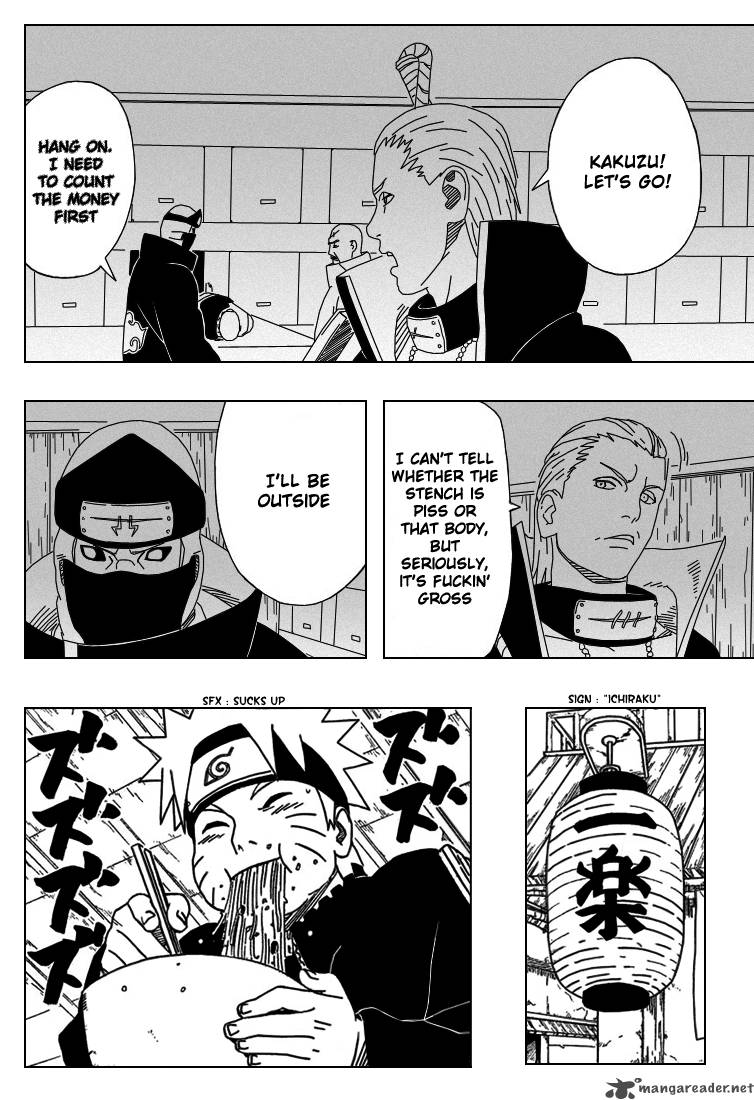 KAKUZU!
LET'S GO!
HANG ON.
I NEED
TO COUNT
THE MONEY
FIRST
I CAN'T TELL
WHETHER THE
STENCH IS
PISS OR
THAT BODY,
BUT
SERIOUSLY,
IT'S FUCKIN'
GROSS
I'LL BE
OUTSIDE
SIGN : "ICHIRAKU"
一楽
SFX : SUCKS UP
ズズズ
ズズズズ
mangareader.net